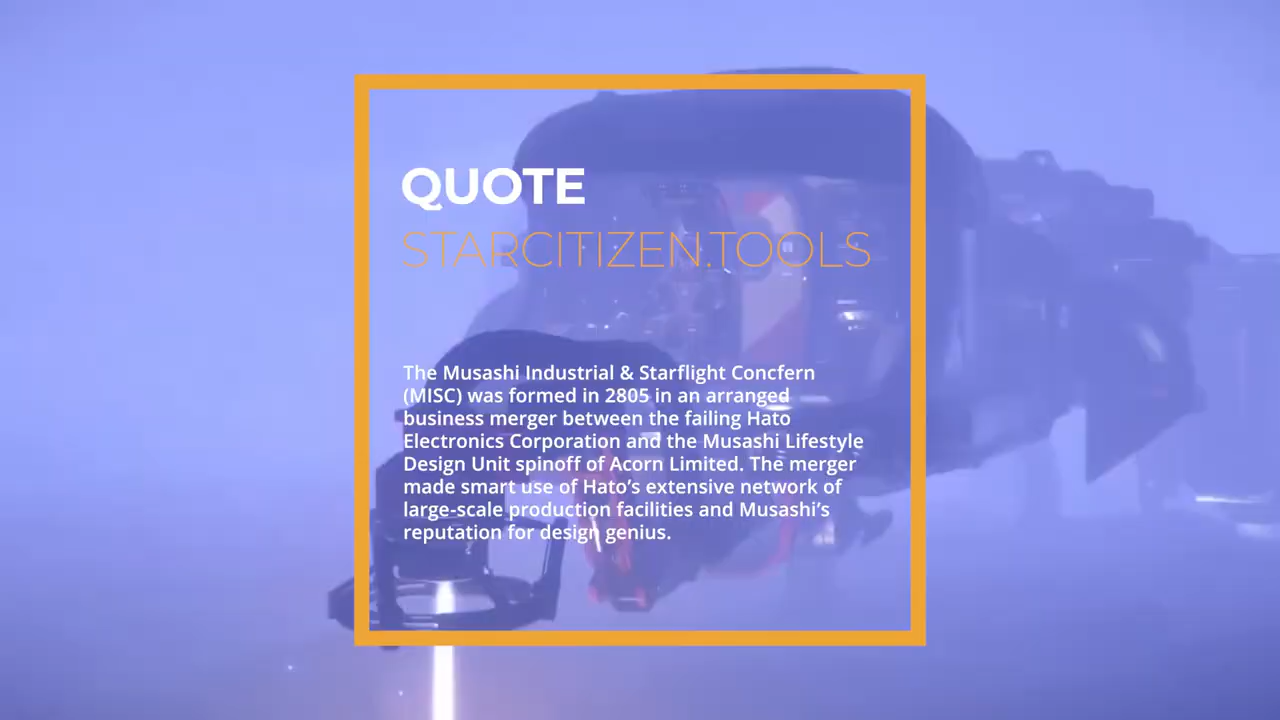 QUOTE
STARCITIZEN.TOOLS
The Musashi Industrial & Starflight Concfern
(MISC) was formed in 2805 in an arranged
business merger between the failing Hato
Electronics Corporation and the Musashi Lifestyle
Design Unit spinoff of Acorn Limited. The merger
made smart use of Hato’s extensive network of
large-scale production facilities and Musashi’s
reputation for design genius.